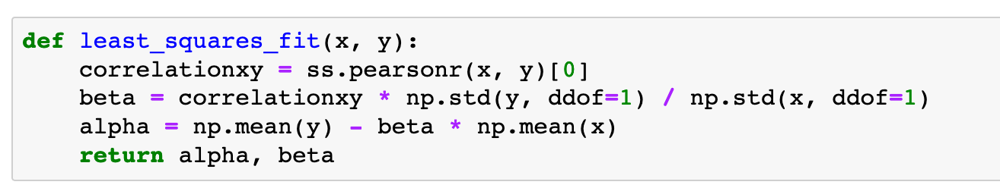 def least_squares_fit(x, y):
    correlationxy = ss.pearsonr(x, y)[0]
    beta = correlationxy * np.std(y, ddof=1) / np.std(x, ddof=1)
    alpha = np.mean(y) - beta * np.mean(x)
    return alpha, beta